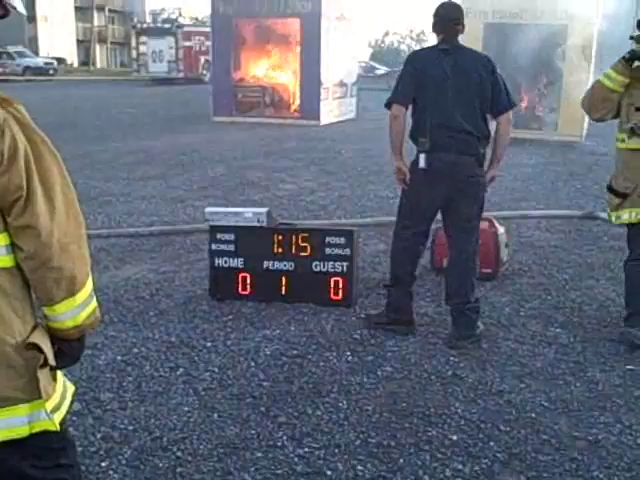 POSS 1:15 POSS
BONUS BONUS
HOME PERIOD GUEST
0 1 0